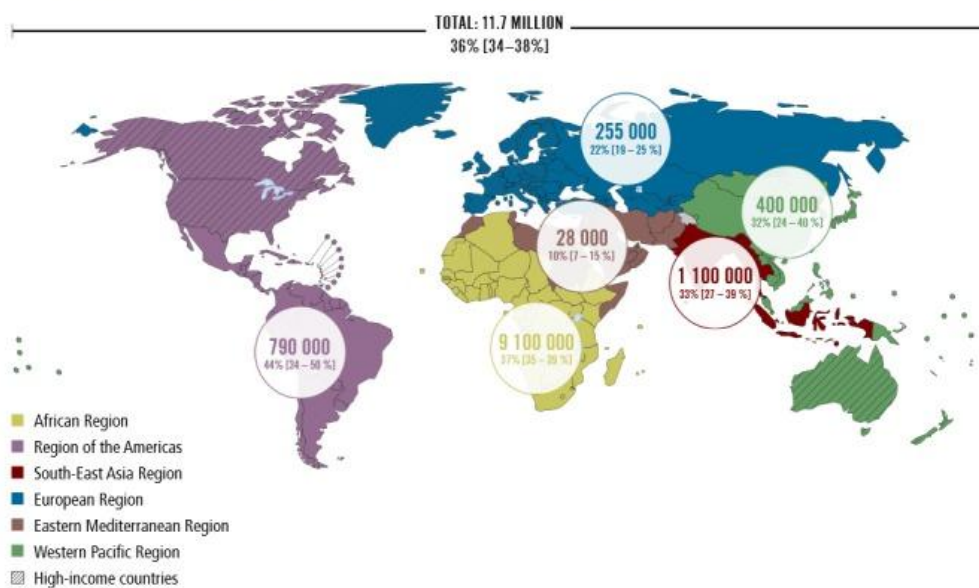 TOTAL: 11.7 MILLION
36% [34–38%]
255 000
22% [19 – 25 %]
400 000
32% [24 – 40 %]
28 000
10% [7 – 15 %]
1 100 000
33% [27 – 39 %]
790 000
44% [34 – 50 %]
9 100 000
37% [35 – 39 %]
African Region
Region of the Americas
South-East Asia Region
European Region
Eastern Mediterranean Region
Western Pacific Region
High-income countries